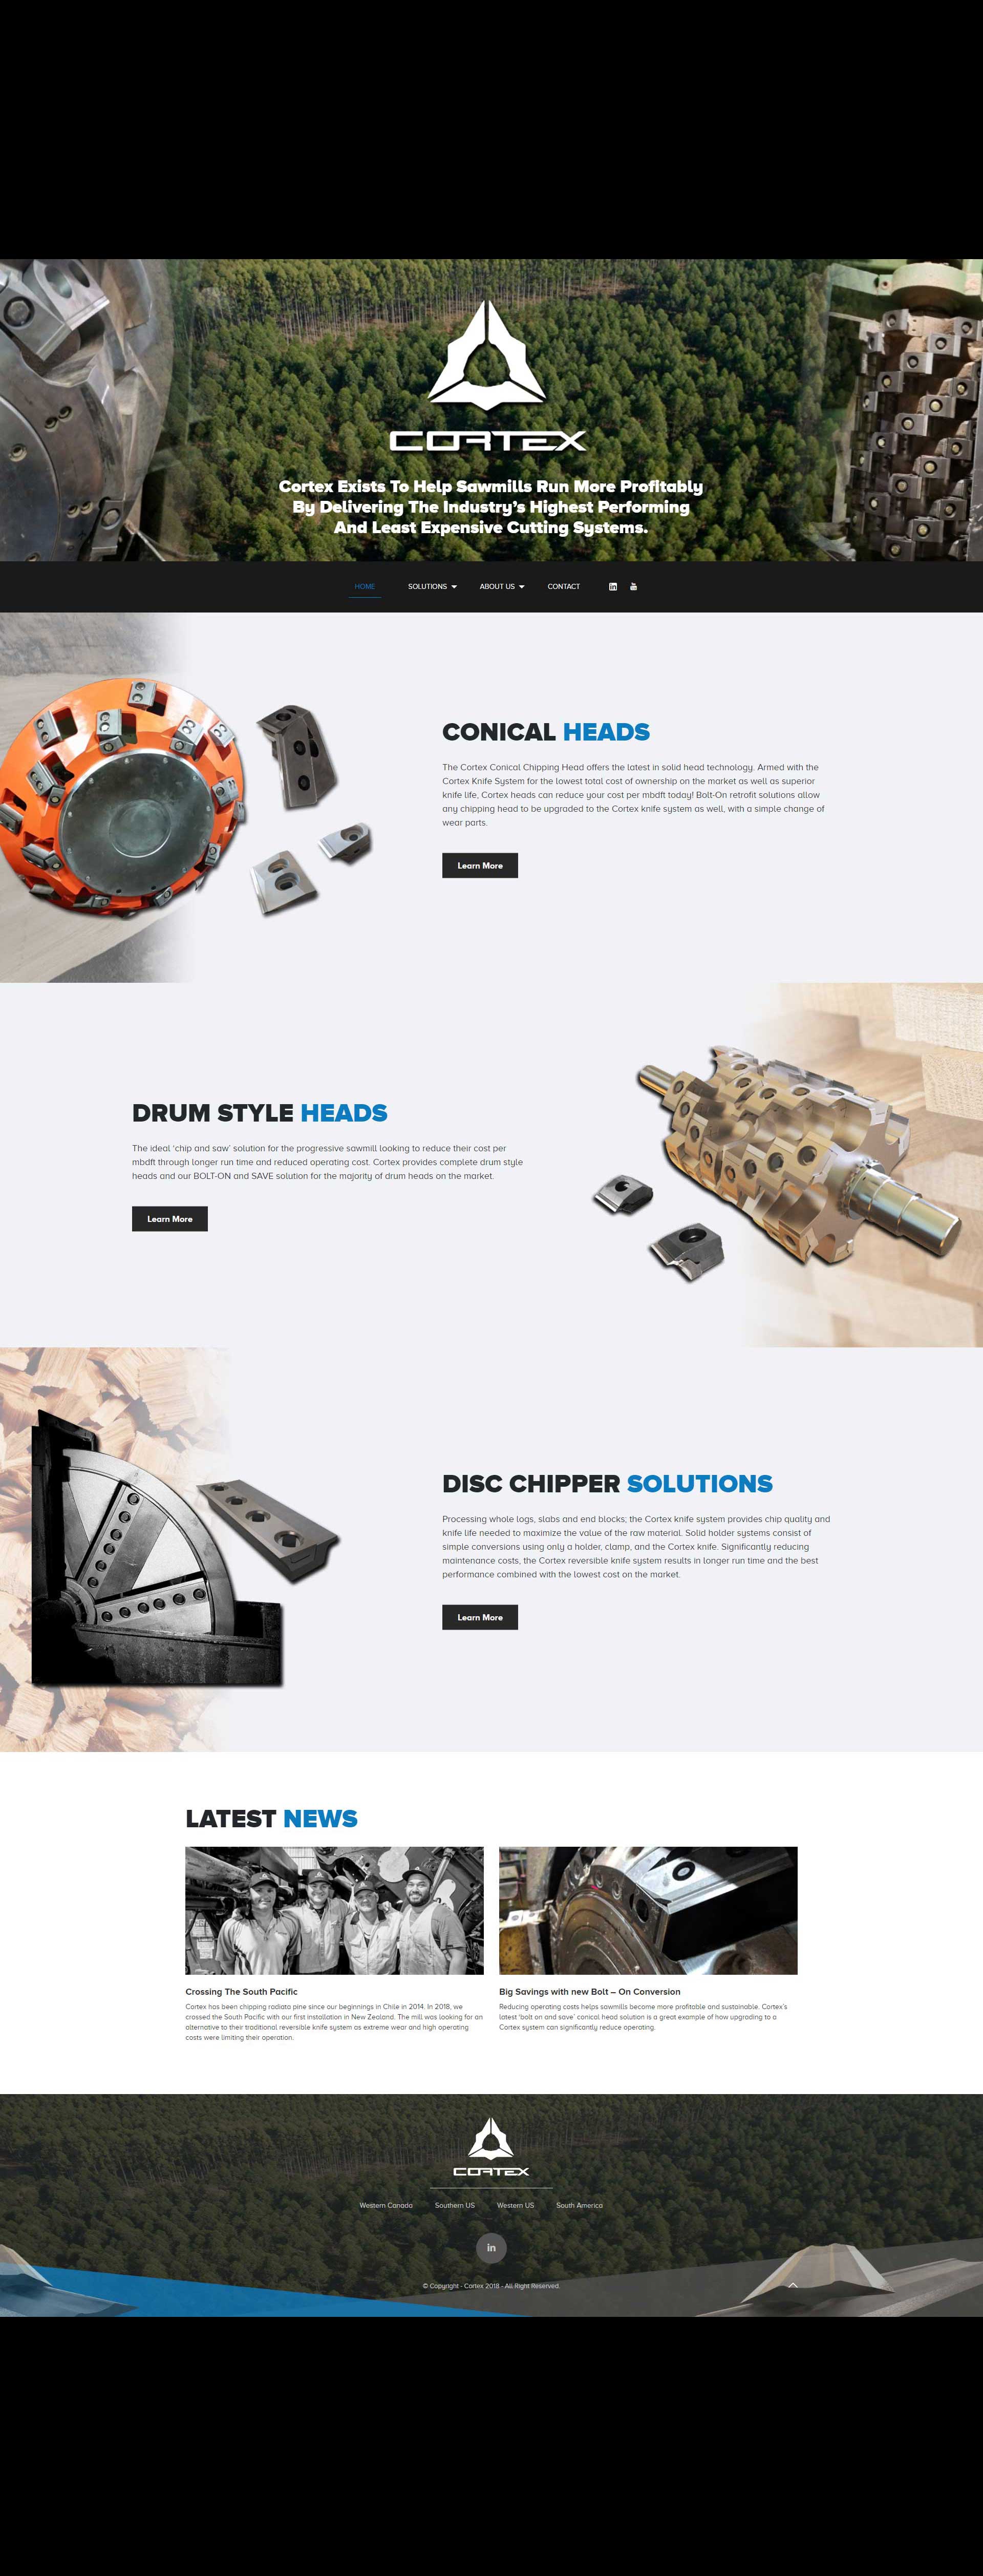 CORTEX
Cortex Exists To Help Sawmills Run More Profitably
By Delivering The Industry's Highest Performing
And Least Expensive Cutting Systems.
HOME SOLUTIONS ABOUT US CONTACT
CONICAL HEADS
The Cortex Conical Chipping Head offers the latest in solid head technology. Armed with the
Cortex Knife System for the lowest total cost of ownership on the market as well as superior
knife life, Cortex heads can reduce your cost per mbdft today! Bolt-On retrofit solutions allow
any chipping head to be upgraded to the Cortex knife system as well, with a simple change of
wear parts.
Learn More
DRUM STYLE HEADS
The ideal ‘chip and saw’ solution for the progressive sawmill looking to reduce their cost per
mbdft through longer run time and reduced operating cost. Cortex provides complete drum style
heads and our BOLT-ON and SAVE solution for the majority of drum heads on the market.
Learn More
DISC CHIPPER SOLUTIONS
Processing whole logs, slabs and end blocks; the Cortex knife system provides chip quality and
knife life needed to maximize the value of the raw material. Solid holder systems consist of
simple conversions using only a holder, clamp, and the Cortex knife. Significantly reducing
maintenance costs, the Cortex reversible knife system results in longer run time and the best
performance combined with the lowest cost on the market.
Learn More
LATEST NEWS
Crossing The South Pacific
Cortex has been chipping radiata pine since our beginnings in Chile in 2014. In 2018, we
crossed the South Pacific with our first installation in New Zealand. The mill was looking for an
alternative to their traditional reversible knife system as extreme wear and high operating
costs were limiting their operation.
Big Savings with new Bolt – On Conversion
Reducing operating costs helps sawmills become more profitable and sustainable. Cortex’s
latest ‘bolt on and save’ conical head solution is a great example of how upgrading to a
Cortex system can significantly reduce operating.
CORTEX
Western Canada Southern US Western US South America
in
© Copyright - Cortex 2018 - All Right Reserved.